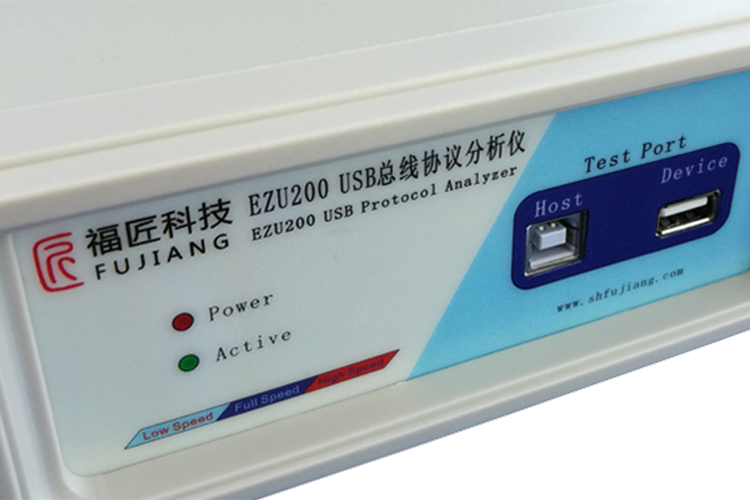 福匠科技
FUJIANG
EZU200 USB总线协议分析仪
EZU200 USB Protocol Analyzer
Power
Active
Low Speed
Full Speed
High Speed
Test Port
Host
Device
www.shfujiang.com